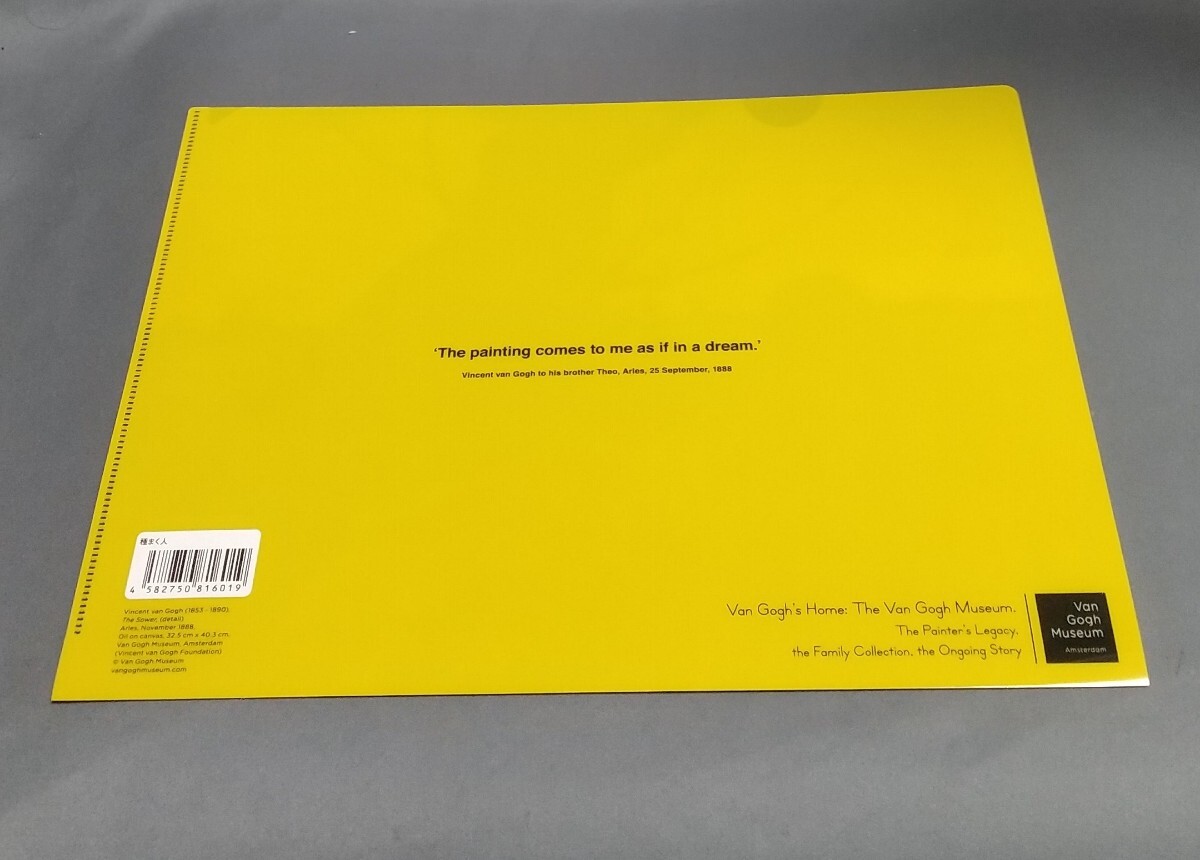 ‘The painting comes to me as if in a dream.’
Vincent van Gogh to his brother Theo, Arles, 25 September, 1888
種まく人
4 582750 816019
Vincent van Gogh (1853 - 1890),
The Sower, (detail)
Arles, November 1888,
Oil on canvas, 32.5 cm x 40.3 cm,
Van Gogh Museum, Amsterdam
(Vincent van Gogh Foundation)
© Van Gogh Museum
vangoghmuseum.com
Van Gogh's Home: The Van Gogh Museum.
The Painter's Legacy,
the Family Collection, the Ongoing Story
Van
Gogh
Museum
Amsterdam